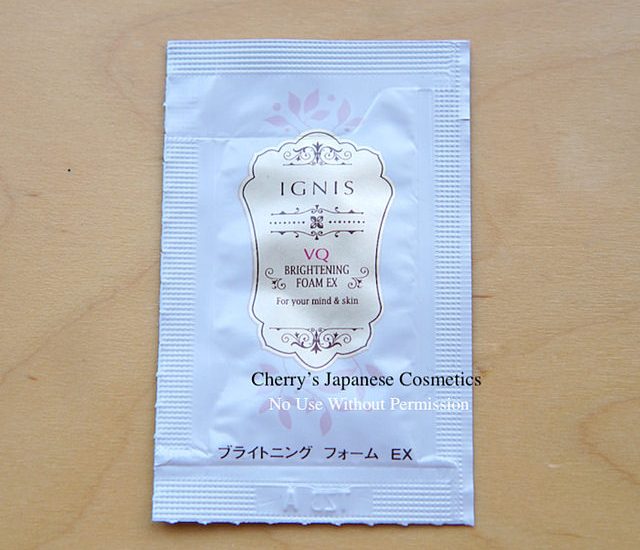 IGNIS
VQ
BRIGHTENING
FOAM EX
For your mind & skin
Cherry's Japanese Cosmetics
No Use Without Permission
ブライトニング フォーム EX